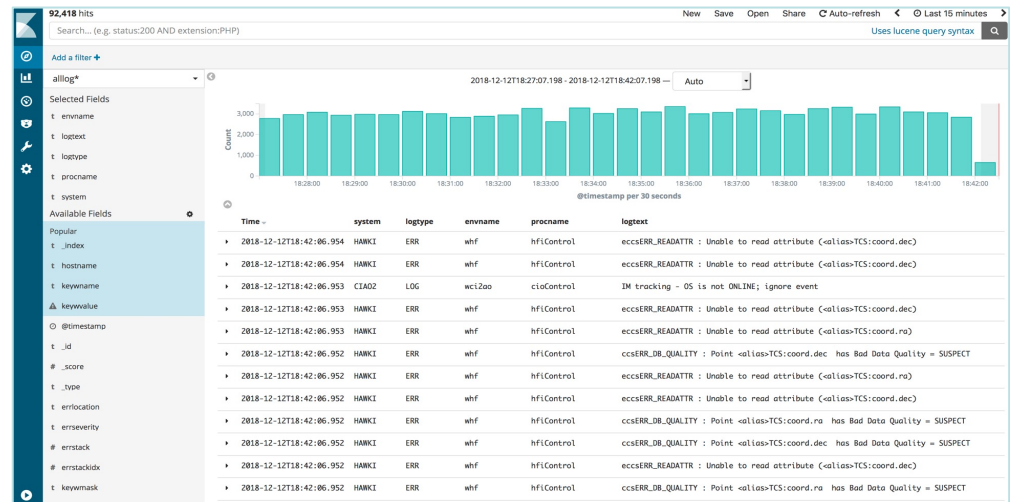 92,418 hits
New Save Open Share Auto-refresh Last 15 minutes
Search... (e.g. status:200 AND extension:PHP)
Uses lucene query syntax
Add a filter +
alllog*
2018-12-12T18:27:07.198 - 2018-12-12T18:42:07.198 — Auto
Selected Fields
t envname
t logtext
t logtype
t procname
t system
Available Fields
Popular
t _index
t hostname
t keywname
keywvalue
@timestamp
t _id
# _score
t _type
t errlocation
t errseverity
# errstack
# errstackidx
t keywmask
Count
3,000
2,000
1,000
0
18:28:00 18:29:00 18:30:00 18:31:00 18:32:00 18:33:00 18:34:00 18:35:00 18:36:00 18:37:00 18:38:00 18:39:00 18:40:00 18:41:00 18:42:00
@timestamp per 30 seconds
Time system logtype envname procname logtext
2018-12-12T18:42:06.954 HAWKI ERR whf hfiControl eccsERR_READATTR : Unable to read attribute (<alias>TCS:coord.dec)
2018-12-12T18:42:06.954 HAWKI ERR whf hfiControl eccsERR_READATTR : Unable to read attribute (<alias>TCS:coord.dec)
2018-12-12T18:42:06.953 CIAO2 LOG wci2ao cioControl IM tracking - OS is not ONLINE; ignore event
2018-12-12T18:42:06.953 HAWKI ERR whf hfiControl eccsERR_READATTR : Unable to read attribute (<alias>TCS:coord.dec)
2018-12-12T18:42:06.953 HAWKI ERR whf hfiControl eccsERR_READATTR : Unable to read attribute (<alias>TCS:coord.ra)
2018-12-12T18:42:06.952 HAWKI ERR whf hfiControl ccsERR_DB_QUALITY : Point <alias>TCS:coord.dec has Bad Data Quality = SUSPECT
2018-12-12T18:42:06.952 HAWKI ERR whf hfiControl eccsERR_READATTR : Unable to read attribute (<alias>TCS:coord.ra)
2018-12-12T18:42:06.952 HAWKI ERR whf hfiControl eccsERR_READATTR : Unable to read attribute (<alias>TCS:coord.dec)
2018-12-12T18:42:06.952 HAWKI ERR whf hfiControl ccsERR_DB_QUALITY : Point <alias>TCS:coord.ra has Bad Data Quality = SUSPECT
2018-12-12T18:42:06.952 HAWKI ERR whf hfiControl ccsERR_DB_QUALITY : Point <alias>TCS:coord.dec has Bad Data Quality = SUSPECT
2018-12-12T18:42:06.952 HAWKI ERR whf hfiControl eccsERR_READATTR : Unable to read attribute (<alias>TCS:coord.dec)
2018-12-12T18:42:06.952 HAWKI ERR whf hfiControl ccsERR_DB_QUALITY : Point <alias>TCS:coord.ra has Bad Data Quality = SUSPECT